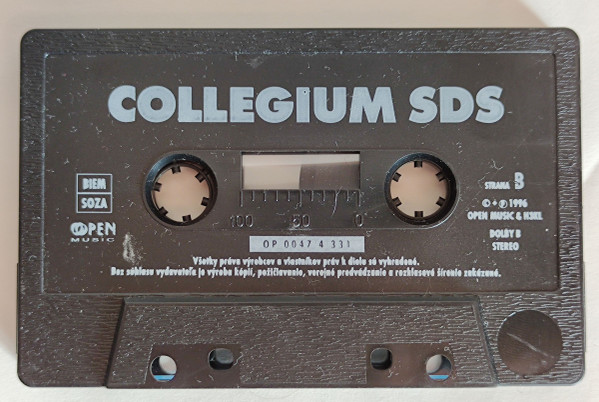 COLLEGIUM SDS
BIEM
SOZA
OPEN
MUSIC
STRANA B
© + ℗ 1996
OPEN MUSIC & HSKL
DOLBY B
STEREO
100 50 0
OP 0047 4 331
Všetky práva výrobcov a vlastníkov práv k dielu sú vyhradené.
Bez súhlasu vydavateľa je výroba kópií, požičiavanie, verejné predvádzanie a rozhlasové šírenie zakázané.